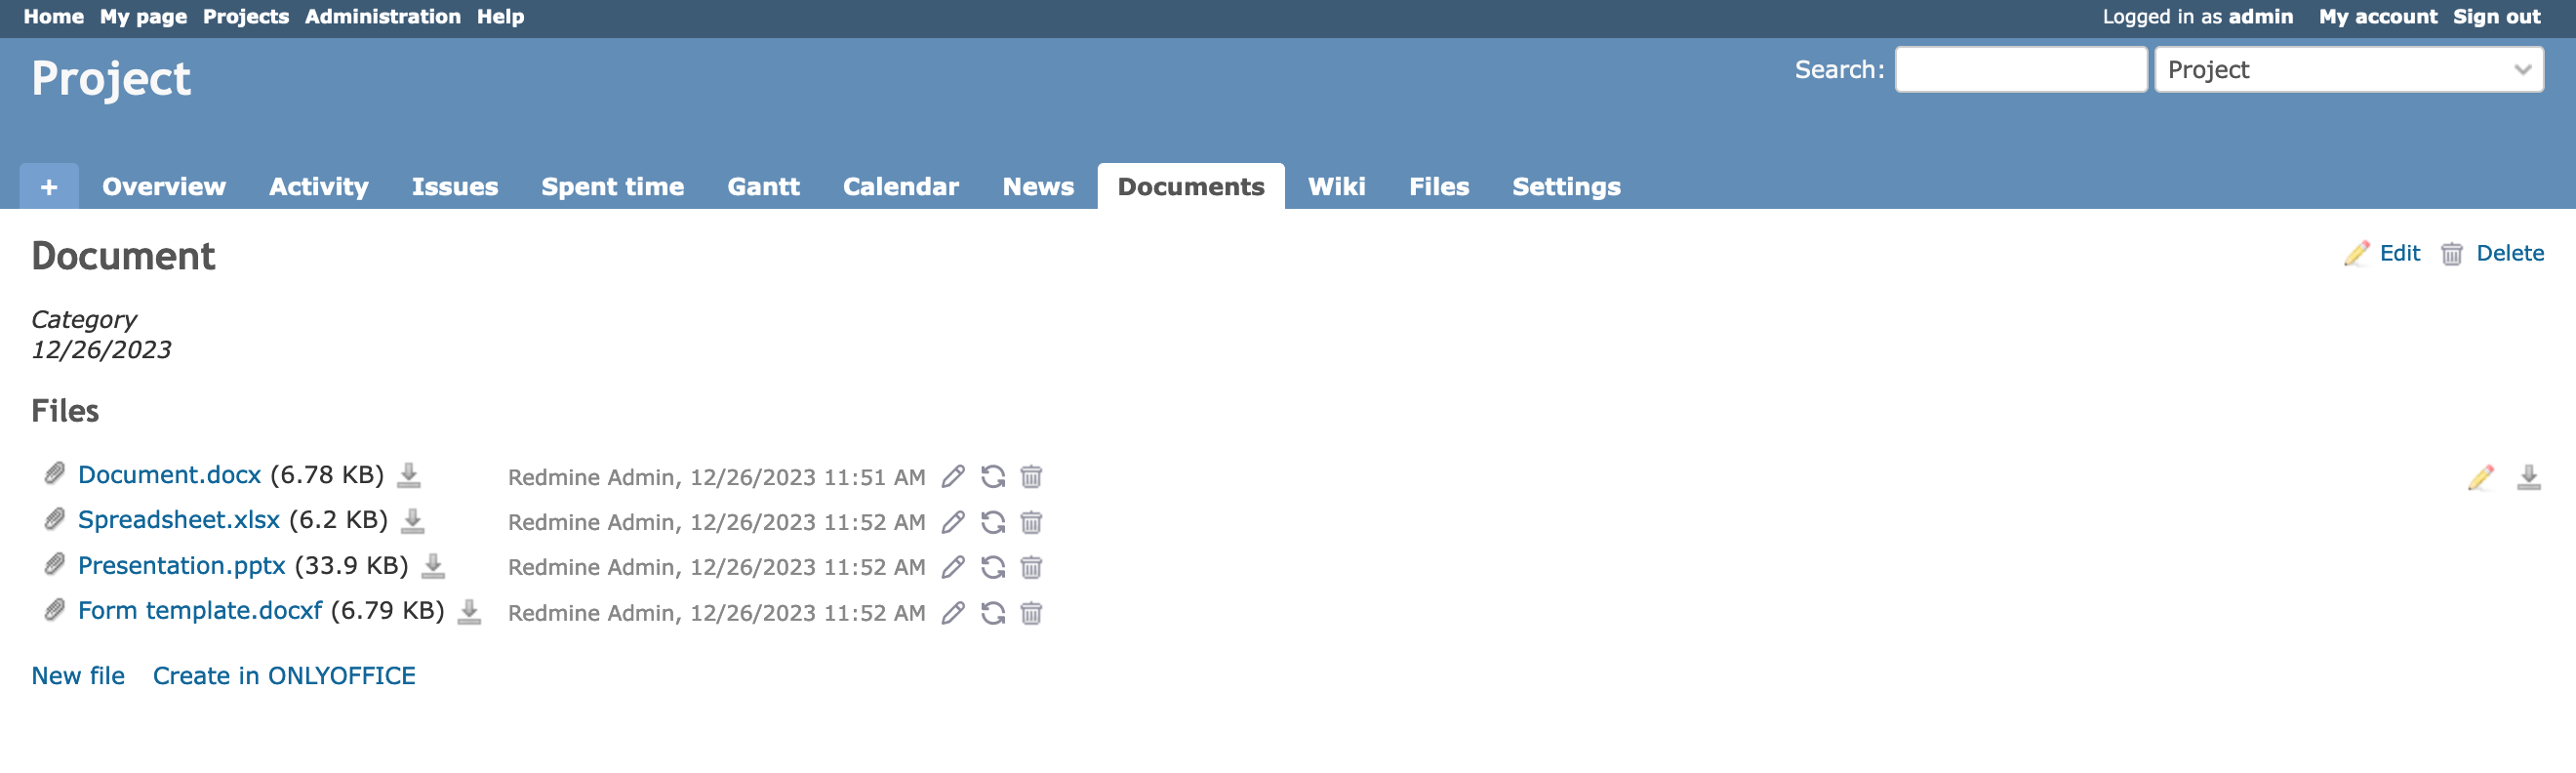 Home My page Projects Administration Help Logged in as admin My account Sign out
Project Search: Project
+ Overview Activity Issues Spent time Gantt Calendar News Documents Wiki Files Settings
Document Edit Delete
Category
12/26/2023
Files
Document.docx (6.78 KB) Redmine Admin, 12/26/2023 11:51 AM
Spreadsheet.xlsx (6.2 KB) Redmine Admin, 12/26/2023 11:52 AM
Presentation.pptx (33.9 KB) Redmine Admin, 12/26/2023 11:52 AM
Form template.docxf (6.79 KB) Redmine Admin, 12/26/2023 11:52 AM
New file Create in ONLYOFFICE